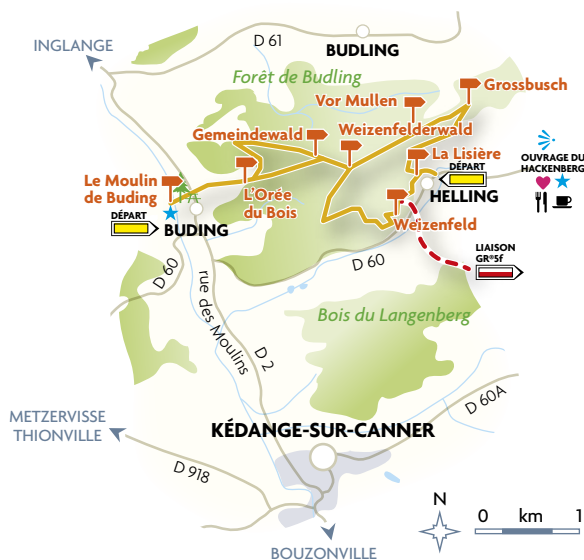 INGLANGE
D 61
BUDLING
Forêt de Budling
Grossbusch
Vor Mullen
Gemeindewald
Weizenfelderwald
La Lisière
OUVRAGE DU
HACKENBERG
Le Moulin
de Buding
L'Orée
du Bois
DÉPART
HELLING
DÉPART
BUDING
Weizenfeld
D 60
D 60
LIAISON
GR®5f
rue des Moulins
Bois du Langenberg
D 2
D 60A
METZERVISSE
THIONVILLE
KÉDANGE-SUR-CANNER
D 918
N
0 km 1
BOUZONVILLE